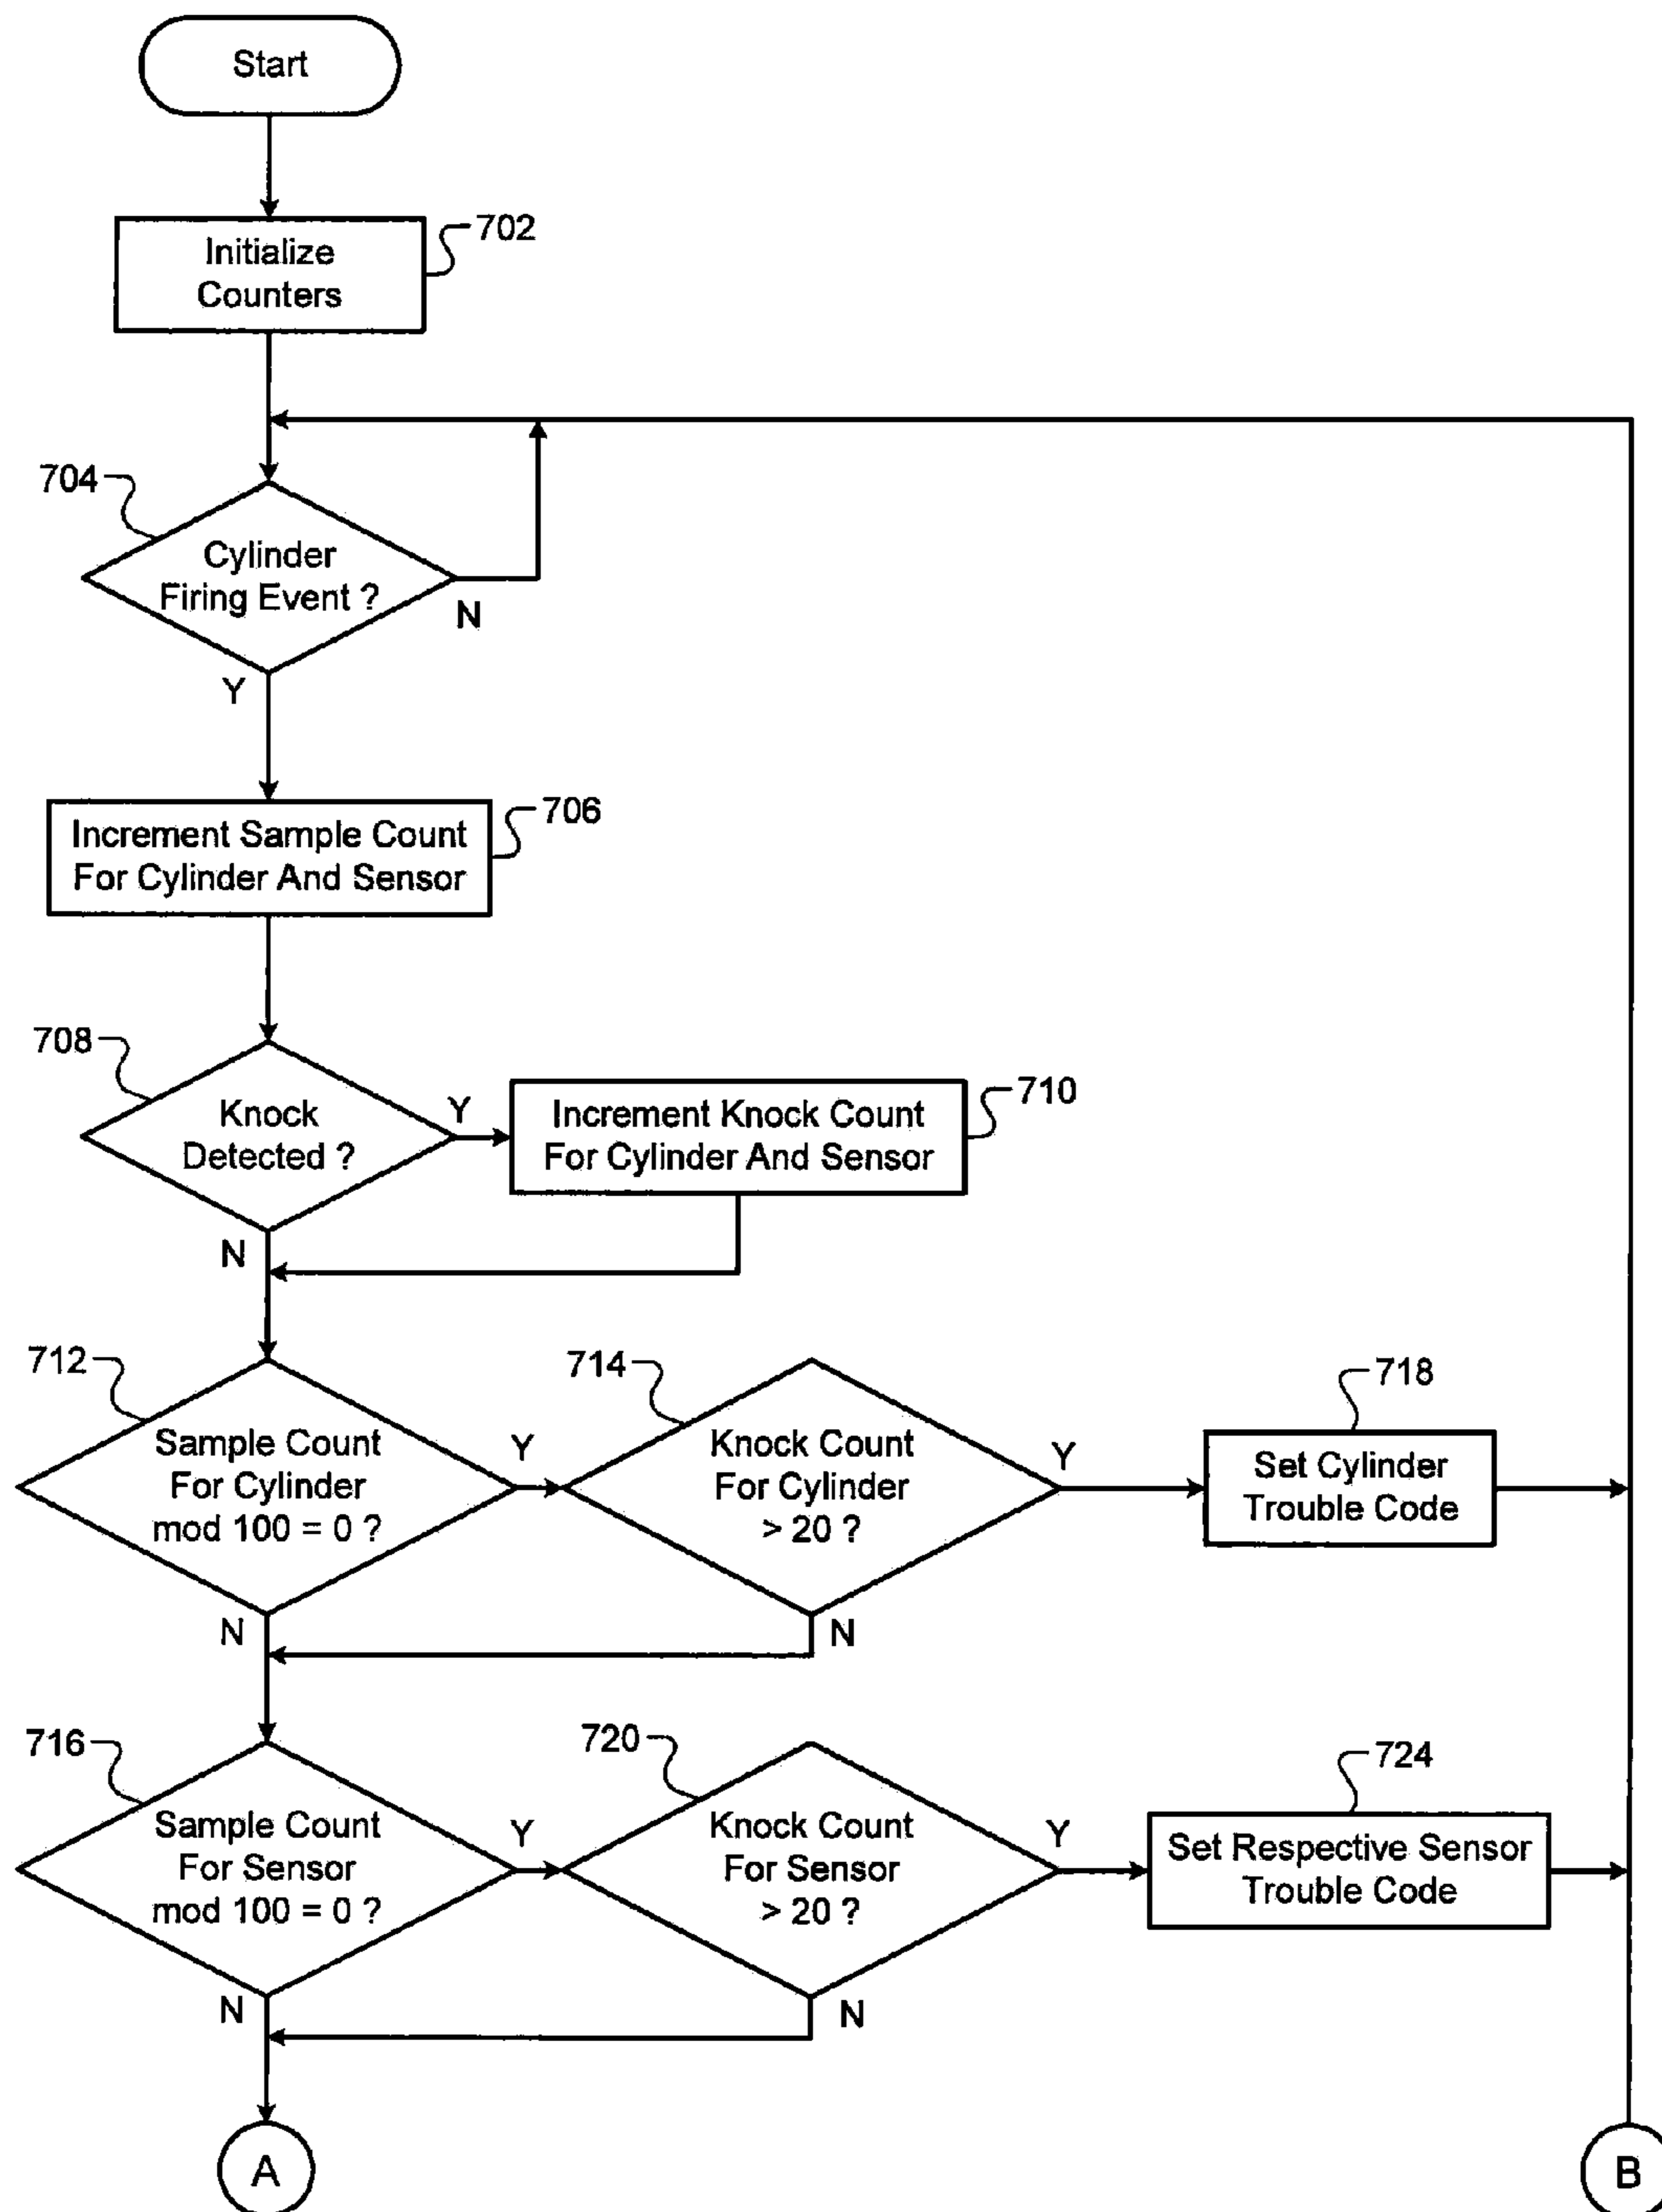 Start
702
Initialize
Counters
704
Cylinder
Firing Event ?
N
Y
706
Increment Sample Count
For Cylinder And Sensor
708
Knock
Detected ?
Y
710
Increment Knock Count
For Cylinder And Sensor
N
712
Sample Count
For Cylinder
mod 100 = 0 ?
Y
N
714
Knock Count
For Cylinder
> 20 ?
Y
N
718
Set Cylinder
Trouble Code
716
Sample Count
For Sensor
mod 100 = 0 ?
Y
N
720
Knock Count
For Sensor
> 20 ?
Y
N
724
Set Respective Sensor
Trouble Code
A
B